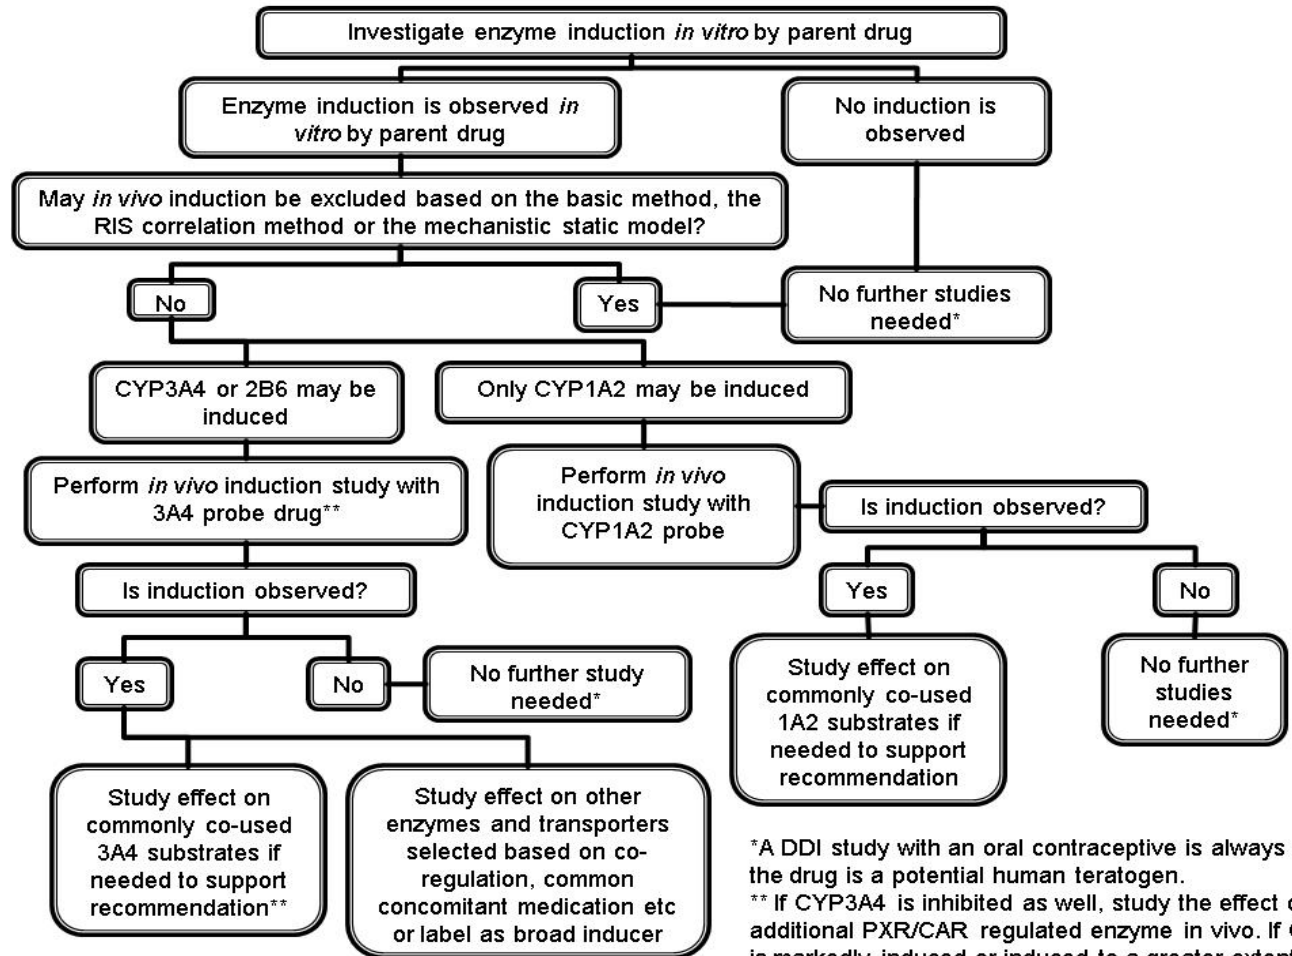 Investigate enzyme induction in vitro by parent drug
Enzyme induction is observed in
vitro by parent drug
No induction is
observed
May in vivo induction be excluded based on the basic method, the
RIS correlation method or the mechanistic static model?
No
Yes
No further studies
needed*
CYP3A4 or 2B6 may be
induced
Only CYP1A2 may be induced
Perform in vivo induction study with
3A4 probe drug**
Perform in vivo
induction study with
CYP1A2 probe
Is induction observed?
Is induction observed?
Yes
No
Yes
No
No further study
needed*
Study effect on
commonly co-used
1A2 substrates if
needed to support
recommendation
No further
studies
needed*
Study effect on
commonly co-used
3A4 substrates if
needed to support
recommendation**
Study effect on other
enzymes and transporters
selected based on co-
regulation, common
concomitant medication etc
or label as broad inducer
*A DDI study with an oral contraceptive is always
the drug is a potential human teratogen.
** If CYP3A4 is inhibited as well, study the effect
additional PXR/CAR regulated enzyme in vivo. If
is markedly induced or induced to a greater extent